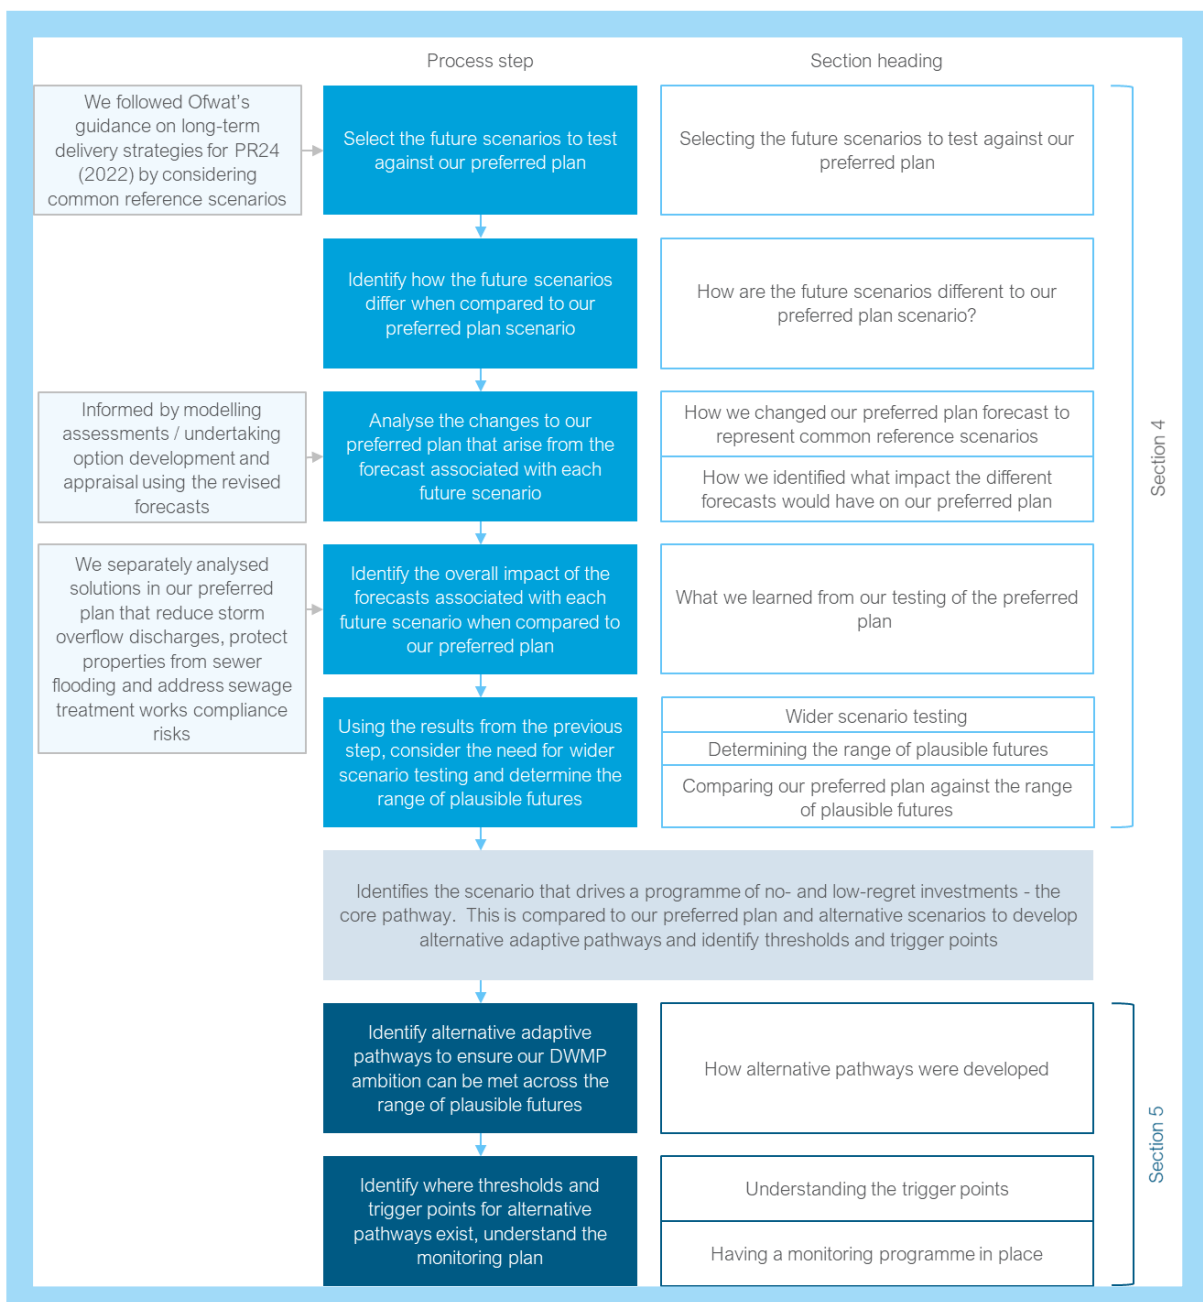 Process step
Section heading
We followed Ofwat's
guidance on long-term
delivery strategies for PR24
(2022) by considering
common reference scenarios
Select the future scenarios to test
against our preferred plan
Selecting the future scenarios to test against our
preferred plan
Identify how the future scenarios
differ when compared to our
preferred plan scenario
How are the future scenarios different to our
preferred plan scenario?
Informed by modelling
assessments / undertaking
option development and
appraisal using the revised
forecasts
Analyse the changes to our
preferred plan that arise from the
forecast associated with each
future scenario
How we changed our preferred plan forecast to
represent common reference scenarios
How we identified what impact the different
forecasts would have on our preferred plan
Section 4
We separately analysed
solutions in our preferred
plan that reduce storm
overflow discharges, protect
properties from sewer
flooding and address sewage
treatment works compliance
risks
Identify the overall impact of the
forecasts associated with each
future scenario when compared to
our preferred plan
What we learned from our testing of the preferred
plan
Using the results from the previous
step, consider the need for wider
scenario testing and determine the
range of plausible futures
Wider scenario testing
Determining the range of plausible futures
Comparing our preferred plan against the range
of plausible futures
Identifies the scenario that drives a programme of no- and low-regret investments - the
core pathway.  This is compared to our preferred plan and alternative scenarios to develop
alternative adaptive pathways and identify thresholds and trigger points
Identify alternative adaptive
pathways to ensure our DWMP
ambition can be met across the
range of plausible futures
How alternative pathways were developed
Section 5
Identify where thresholds and
trigger points for alternative
pathways exist, understand the
monitoring plan
Understanding the trigger points
Having a monitoring programme in place